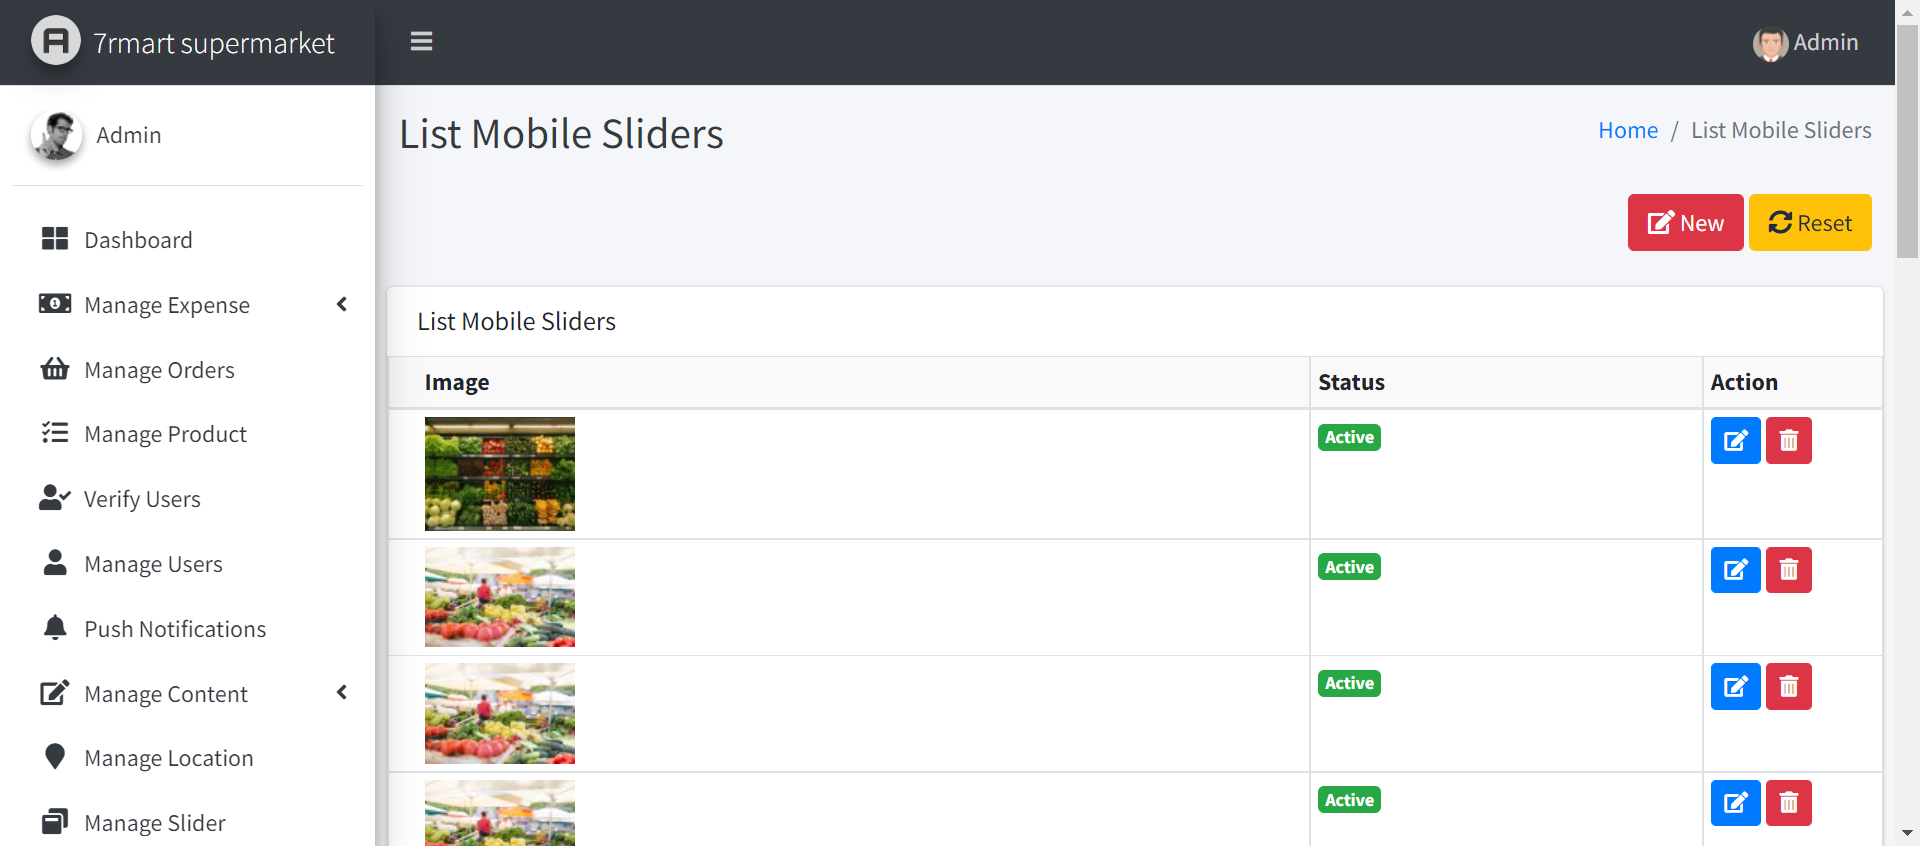 7rmart supermarket
Admin
Admin
List Mobile Sliders
Home / List Mobile Sliders
New
Reset
Dashboard
Manage Expense
Manage Orders
Manage Product
Verify Users
Manage Users
Push Notifications
Manage Content
Manage Location
Manage Slider
List Mobile Sliders
Image
Status
Action
Active
Active
Active
Active